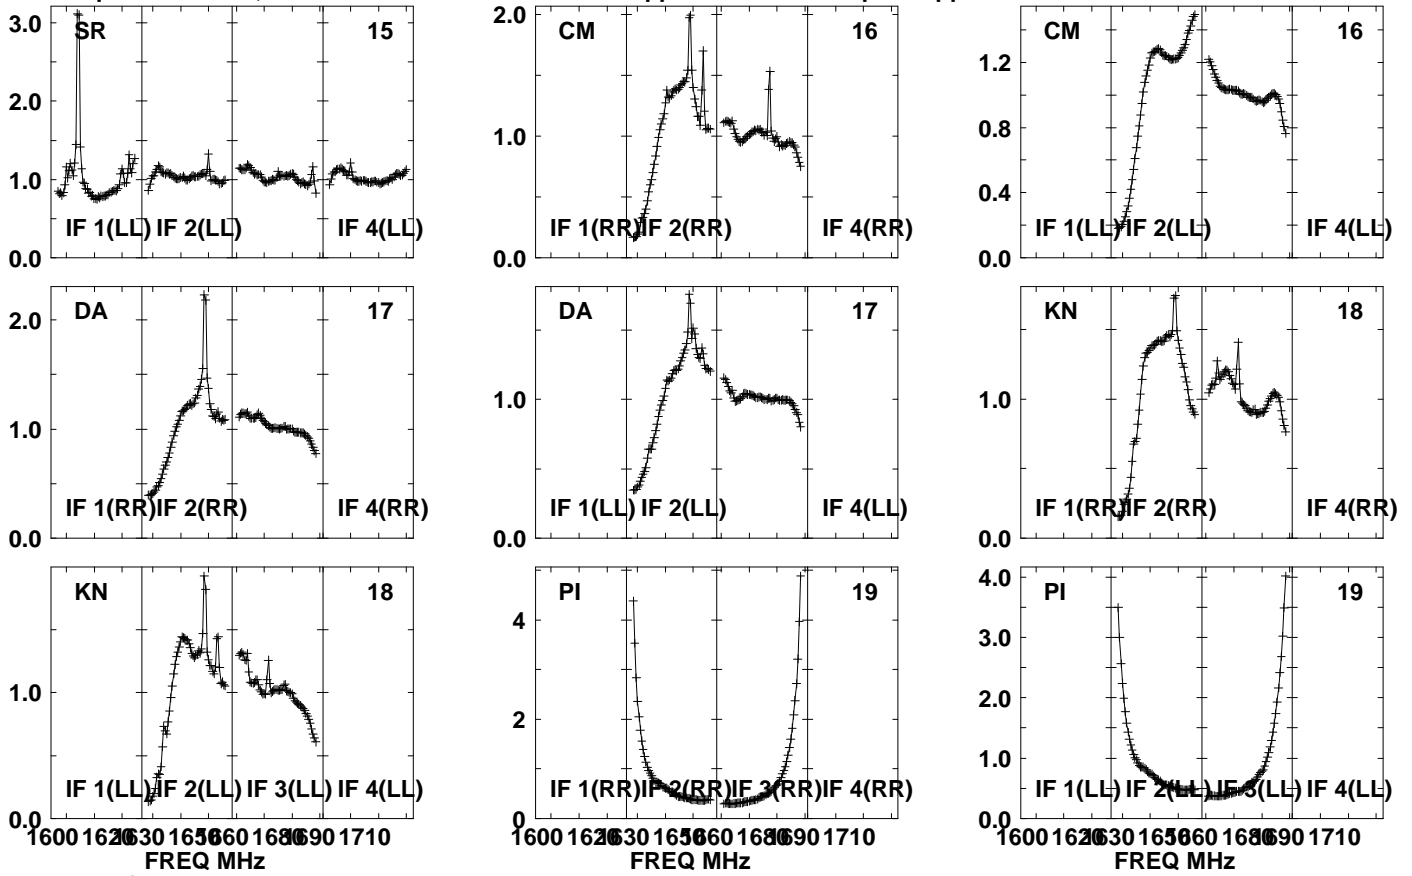 SR 15
3.0
2.0
1.0
0.0
IF 1(LL) IF 2(LL) IF 4(LL)
CM 16
2.0
1.0
0.0
IF 1(RR) IF 2(RR) IF 4(RR)
CM 16
1.2
0.8
0.4
0.0
IF 1(LL) IF 2(LL) IF 4(LL)
DA 17
2.0
1.0
0.0
IF 1(RR) IF 2(RR) IF 4(RR)
DA 17
1.0
0.0
IF 1(LL) IF 2(LL) IF 4(LL)
KN 18
1.0
0.0
IF 1(RR) IF 2(RR) IF 4(RR)
KN 18
1.0
0.0
IF 1(LL) IF 2(LL) IF 3(LL) IF 4(LL)
1600 1620 1630 1650 1660 1680 1690 1710
FREQ MHz
PI 19
4
2
0
IF 1(RR) IF 2(RR) IF 3(RR) IF 4(RR)
1600 1620 1630 1650 1660 1680 1690 1710
FREQ MHz
PI 19
4.0
3.0
2.0
1.0
0.0
IF 1(LL) IF 2(LL) IF 3(LL) IF 4(LL)
1600 1620 1630 1650 1660 1680 1690 1710
FREQ MHz